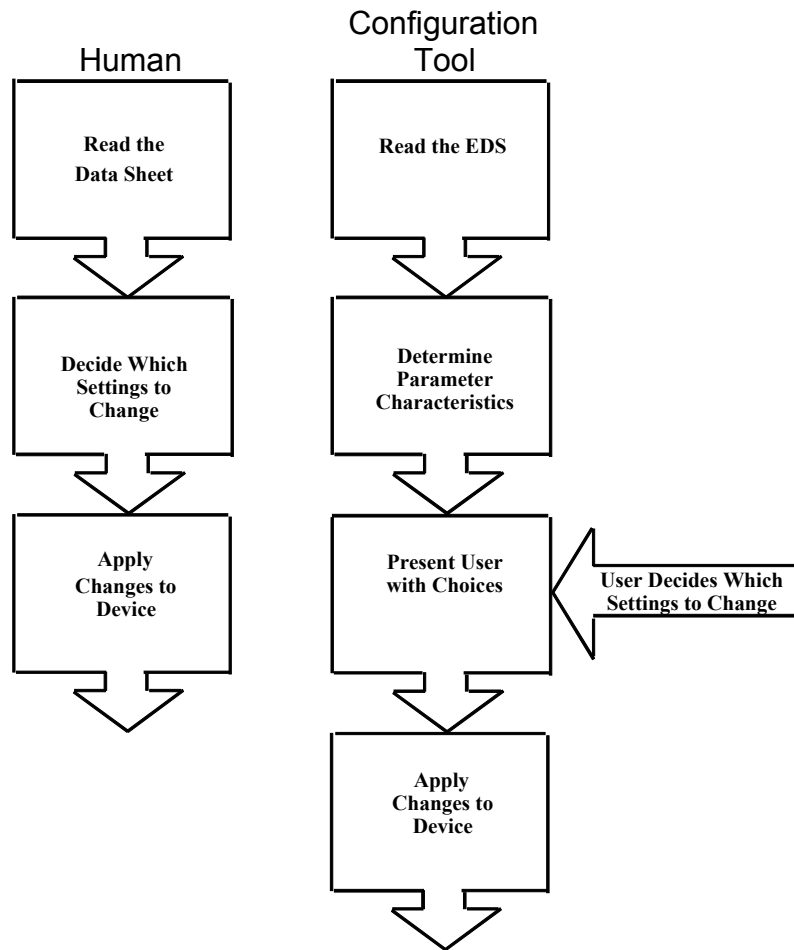 Human
Read the
Data Sheet
Decide Which
Settings to
Change
Apply
Changes to
Device
Configuration
Tool
Read the EDS
Determine
Parameter
Characteristics
Present User
with Choices
User Decides Which
Settings to Change
Apply
Changes to
Device